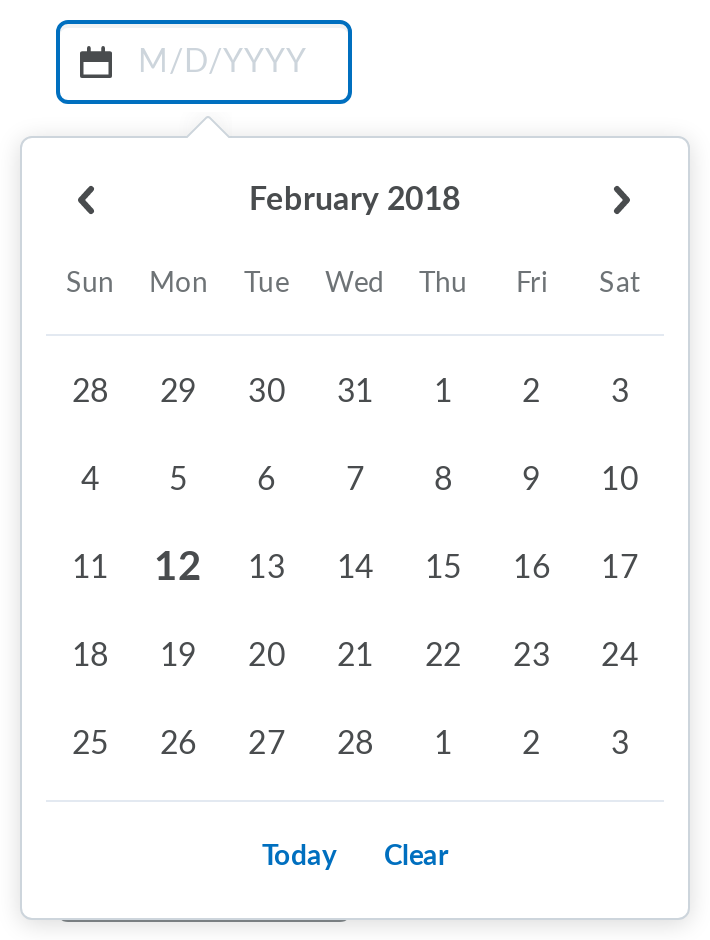 M/D/YYYY
February 2018
Sun Mon Tue Wed Thu Fri Sat
28 29 30 31 1 2 3
4 5 6 7 8 9 10
11 12 13 14 15 16 17
18 19 20 21 22 23 24
25 26 27 28 1 2 3
Today Clear